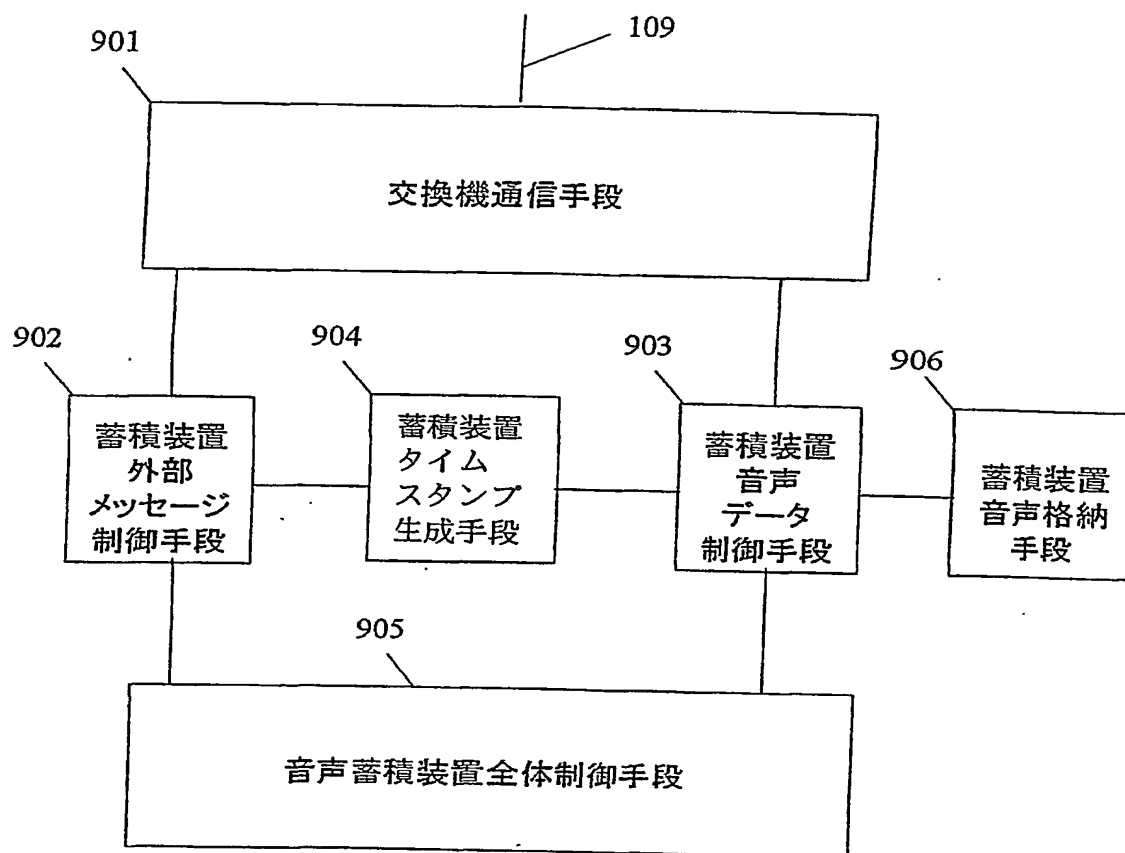 901
109
交換機通信手段
902
904
903
906
蓄積装置
外部
メッセージ
制御手段
蓄積装置
タイム
スタンプ
生成手段
蓄積装置
音声
データ
制御手段
蓄積装置
音声格納
手段
905
音声蓄積装置全体制御手段